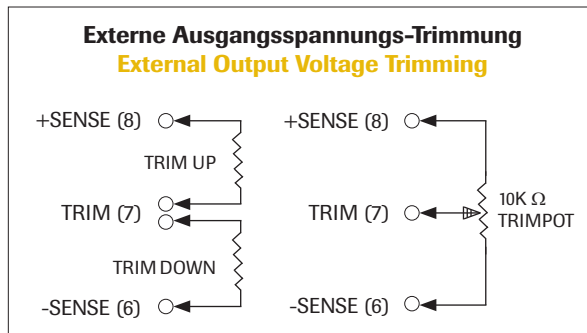 Externe Ausgangsspannungs-Trimmung
External Output Voltage Trimming
+SENSE (8)
TRIM UP
TRIM (7)
TRIM DOWN
-SENSE (6)
+SENSE (8)
TRIM (7)
10K Ω
TRIMPOT
-SENSE (6)